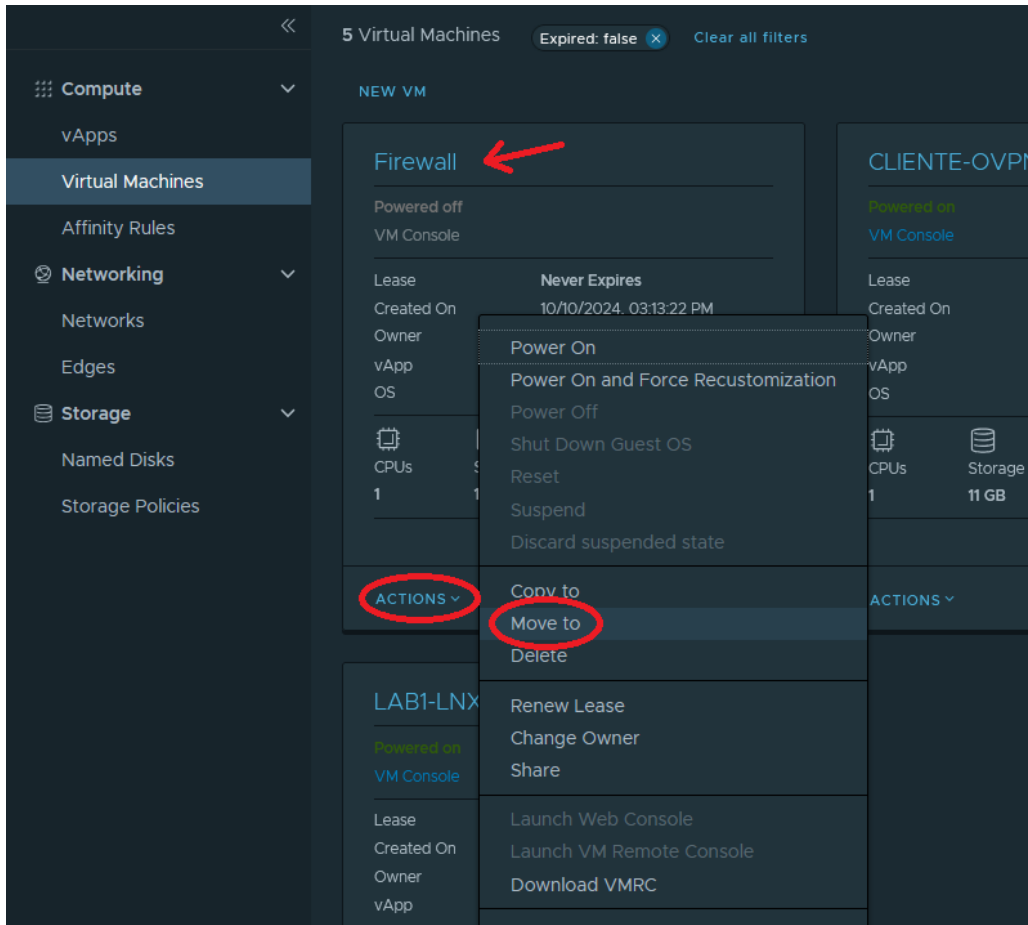 5 Virtual Machines Expired: false Clear all filters
Compute
vApps
Virtual Machines
Affinity Rules
Networking
Networks
Edges
Storage
Named Disks
Storage Policies
NEW VM
Firewall
Powered off
VM Console
Lease Never Expires
Created On 10/10/2024, 03:13:22 PM
Owner
vApp
OS
CPUs
1
ACTIONS
Power On
Power On and Force Recustomization
Power Off
Shut Down Guest OS
Reset
Suspend
Discard suspended state
Copy to
Move to
Delete
Renew Lease
Change Owner
Share
Launch Web Console
Launch VM Remote Console
Download VMRC
CLIENTE-OVPN
Powered on
VM Console
Lease
Created On
Owner
vApp
OS
CPUs Storage
1 11 GB
ACTIONS
LAB1-LNX
Powered on
VM Console
Lease
Created On
Owner
vApp